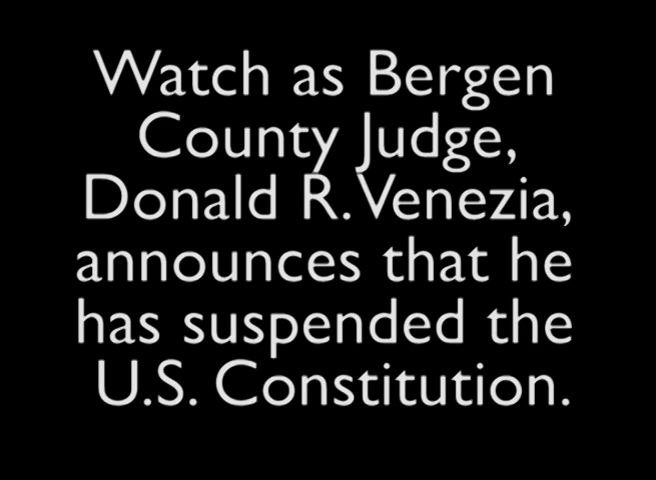 Watch as Bergen
County Judge,
Donald R. Venezia,
announces that he
has suspended the
U.S. Constitution.